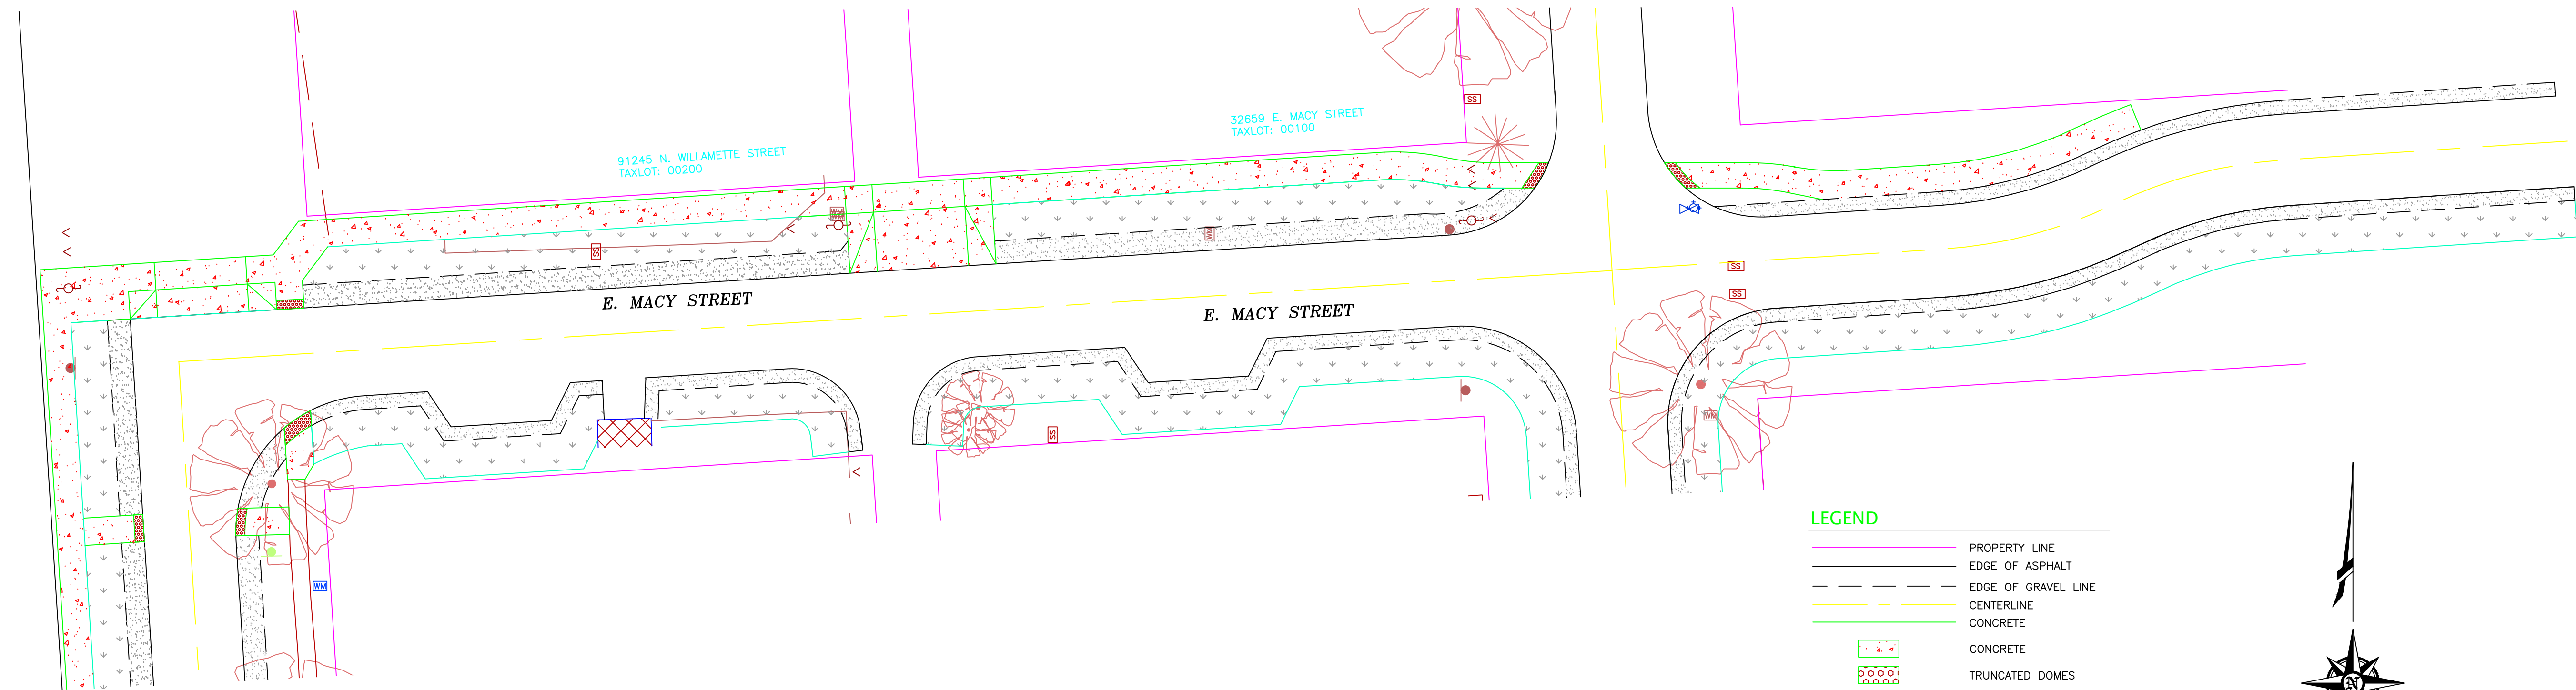 SS
32659 E. MACY STREET
TAXLOT: 00100
91245 N. WILLAMETTE STREET
TAXLOT: 00200
WM
WM
SS
SS
SS
E. MACY STREET
E. MACY STREET
WM
SS
LEGEND
PROPERTY LINE
EDGE OF ASPHALT
WM
EDGE OF GRAVEL LINE
CENTERLINE
CONCRETE
CONCRETE
TRUNCATED DOMES
N